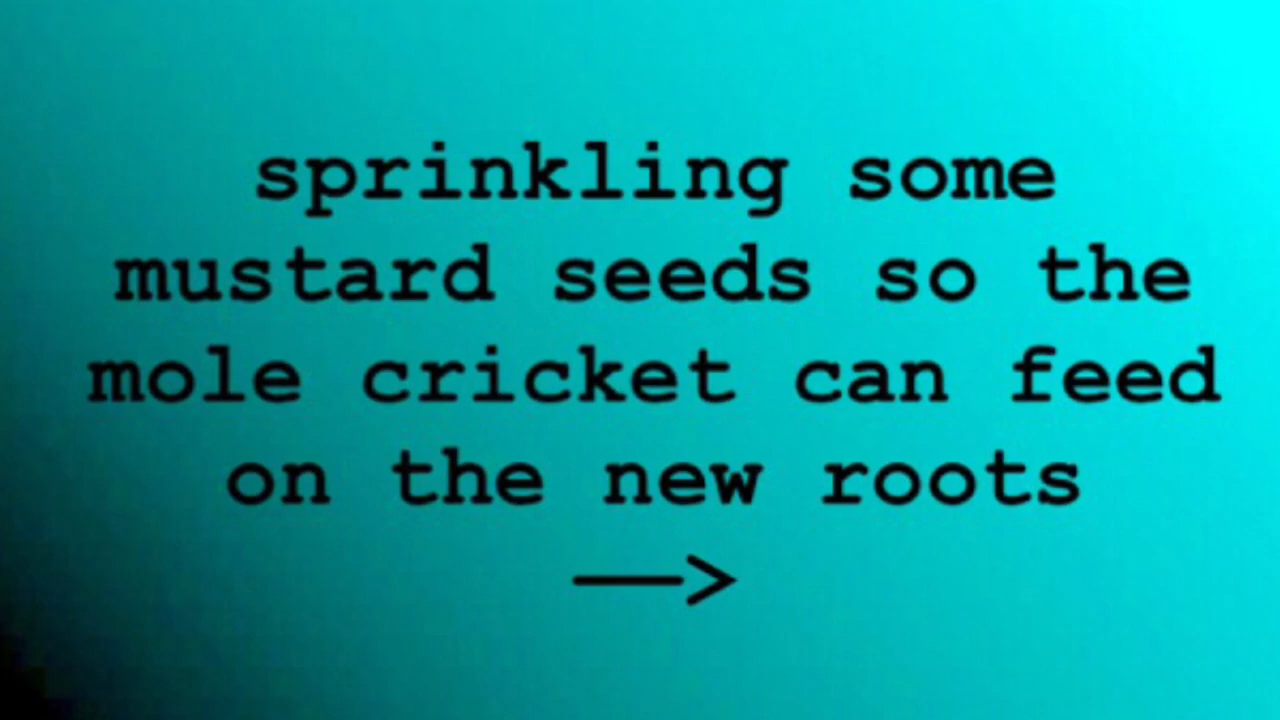 sprinkling some
mustard seeds so the
mole cricket can feed
on the new roots
—>